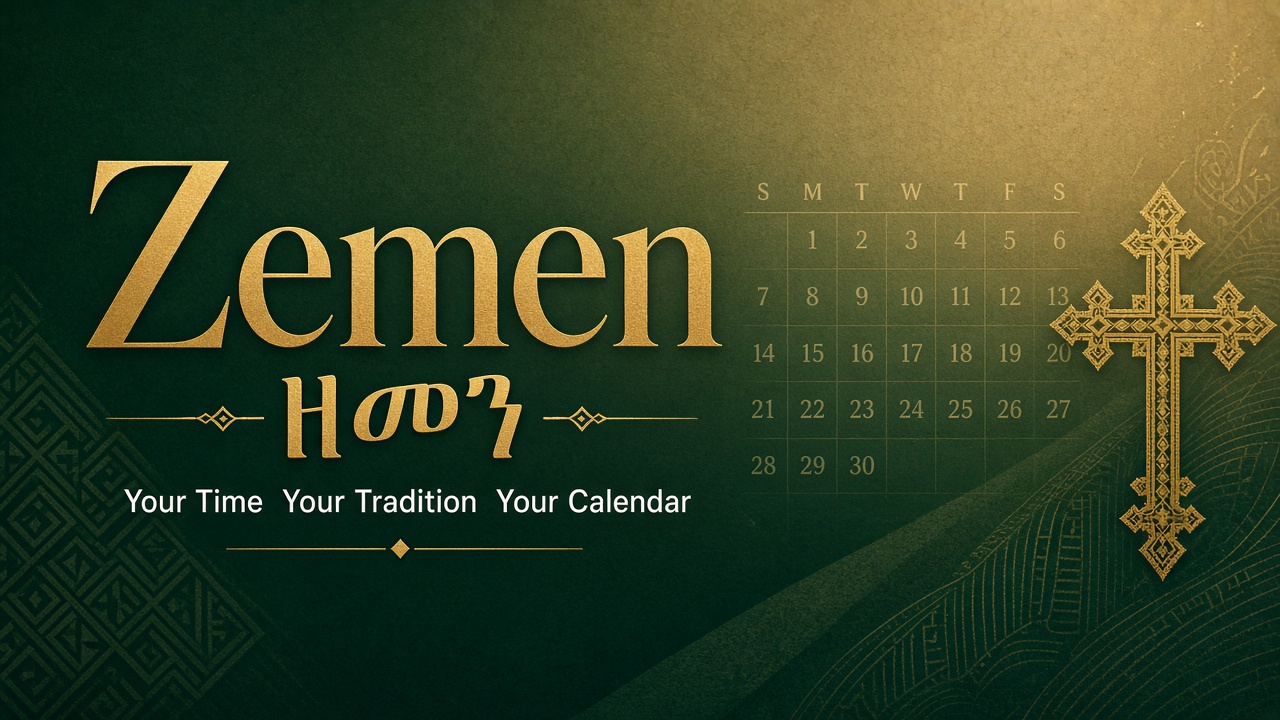 Zemen
ዘመን
Your Time Your Tradition Your Calendar
S M T W T F S
1 2 3 4 5 6
7 8 9 10 11 12 13
14 15 16 17 18 19 20
21 22 23 24 25 26 27
28 29 30